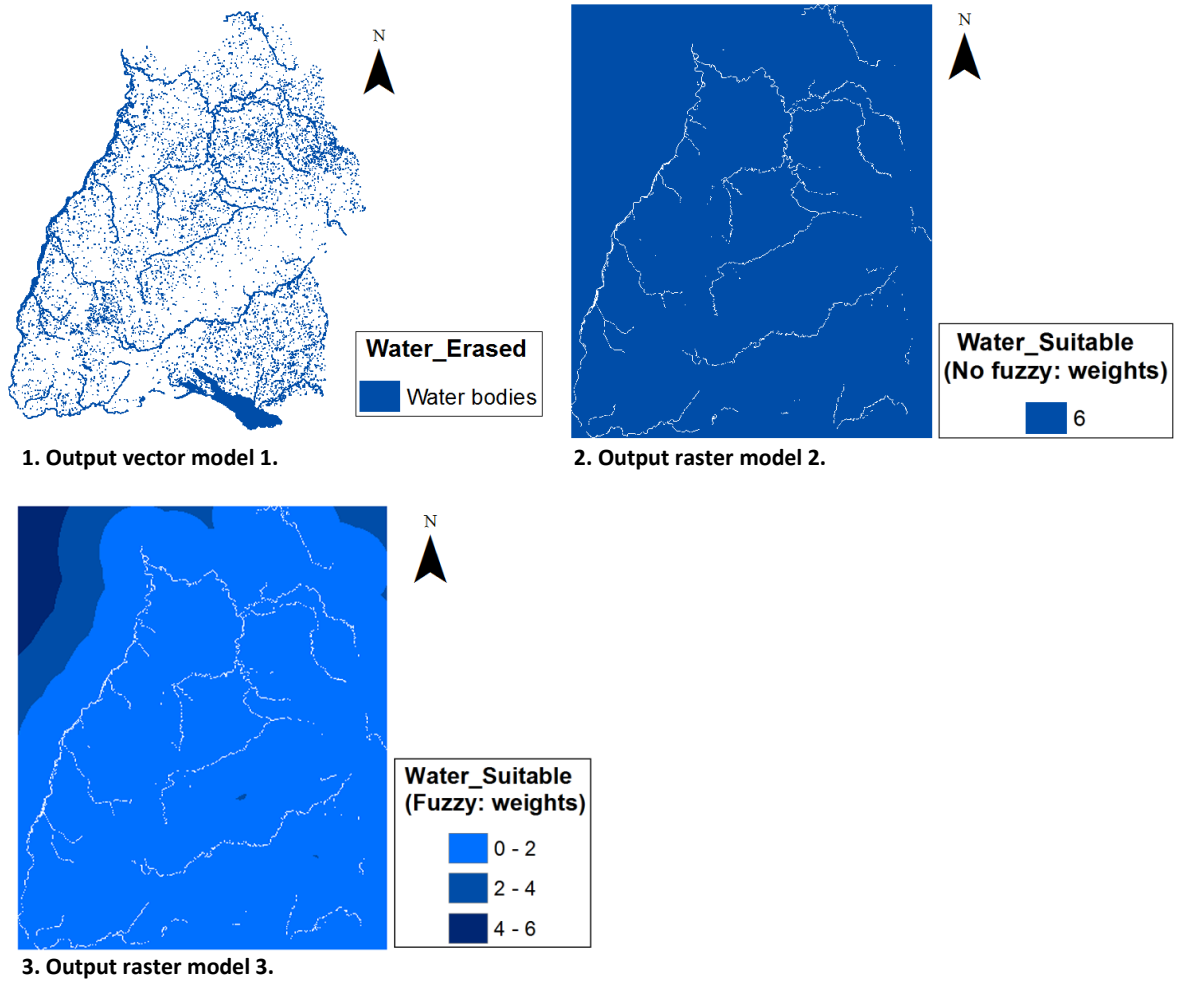 N
Water_Erased
Water bodies
1. Output vector model 1.
N
Water_Suitable
(No fuzzy: weights)
6
2. Output raster model 2.
N
Water_Suitable
(Fuzzy: weights)
0 - 2
2 - 4
4 - 6
3. Output raster model 3.